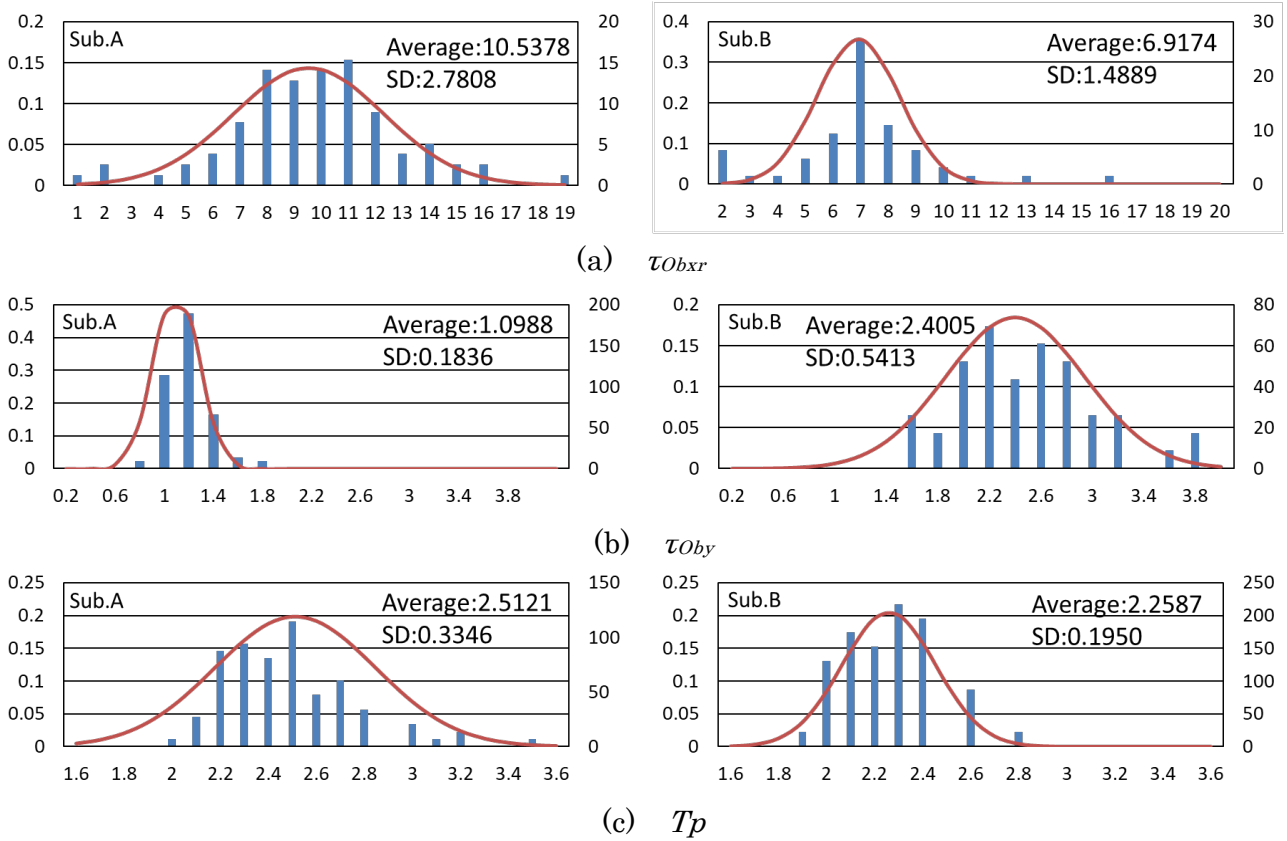 Sub.A
Average:10.5378
SD:2.7808
0.2
0.15
0.1
0.05
0
20
15
10
5
0
1 2 3 4 5 6 7 8 9 10 11 12 13 14 15 16 17 18 19
Sub.B
Average:6.9174
SD:1.4889
0.4
0.3
0.2
0.1
0
30
20
10
0
2 3 4 5 6 7 8 9 10 11 12 13 14 15 16 17 18 19 20
(a) τObxr
Sub.A
Average:1.0988
SD:0.1836
0.5
0.4
0.3
0.2
0.1
0
200
150
100
50
0
0.2 0.6 1 1.4 1.8 2.2 2.6 3 3.4 3.8
Sub.B
Average:2.4005
SD:0.5413
0.2
0.15
0.1
0.05
0
80
60
40
20
0
0.2 0.6 1 1.4 1.8 2.2 2.6 3 3.4 3.8
(b) τOby
Sub.A
Average:2.5121
SD:0.3346
0.25
0.2
0.15
0.1
0.05
0
150
100
50
0
1.6 1.8 2 2.2 2.4 2.6 2.8 3 3.2 3.4 3.6
Sub.B
Average:2.2587
SD:0.1950
0.25
0.2
0.15
0.1
0.05
0
250
200
150
100
50
0
1.6 1.8 2 2.2 2.4 2.6 2.8 3 3.2 3.4 3.6
(c) Tp